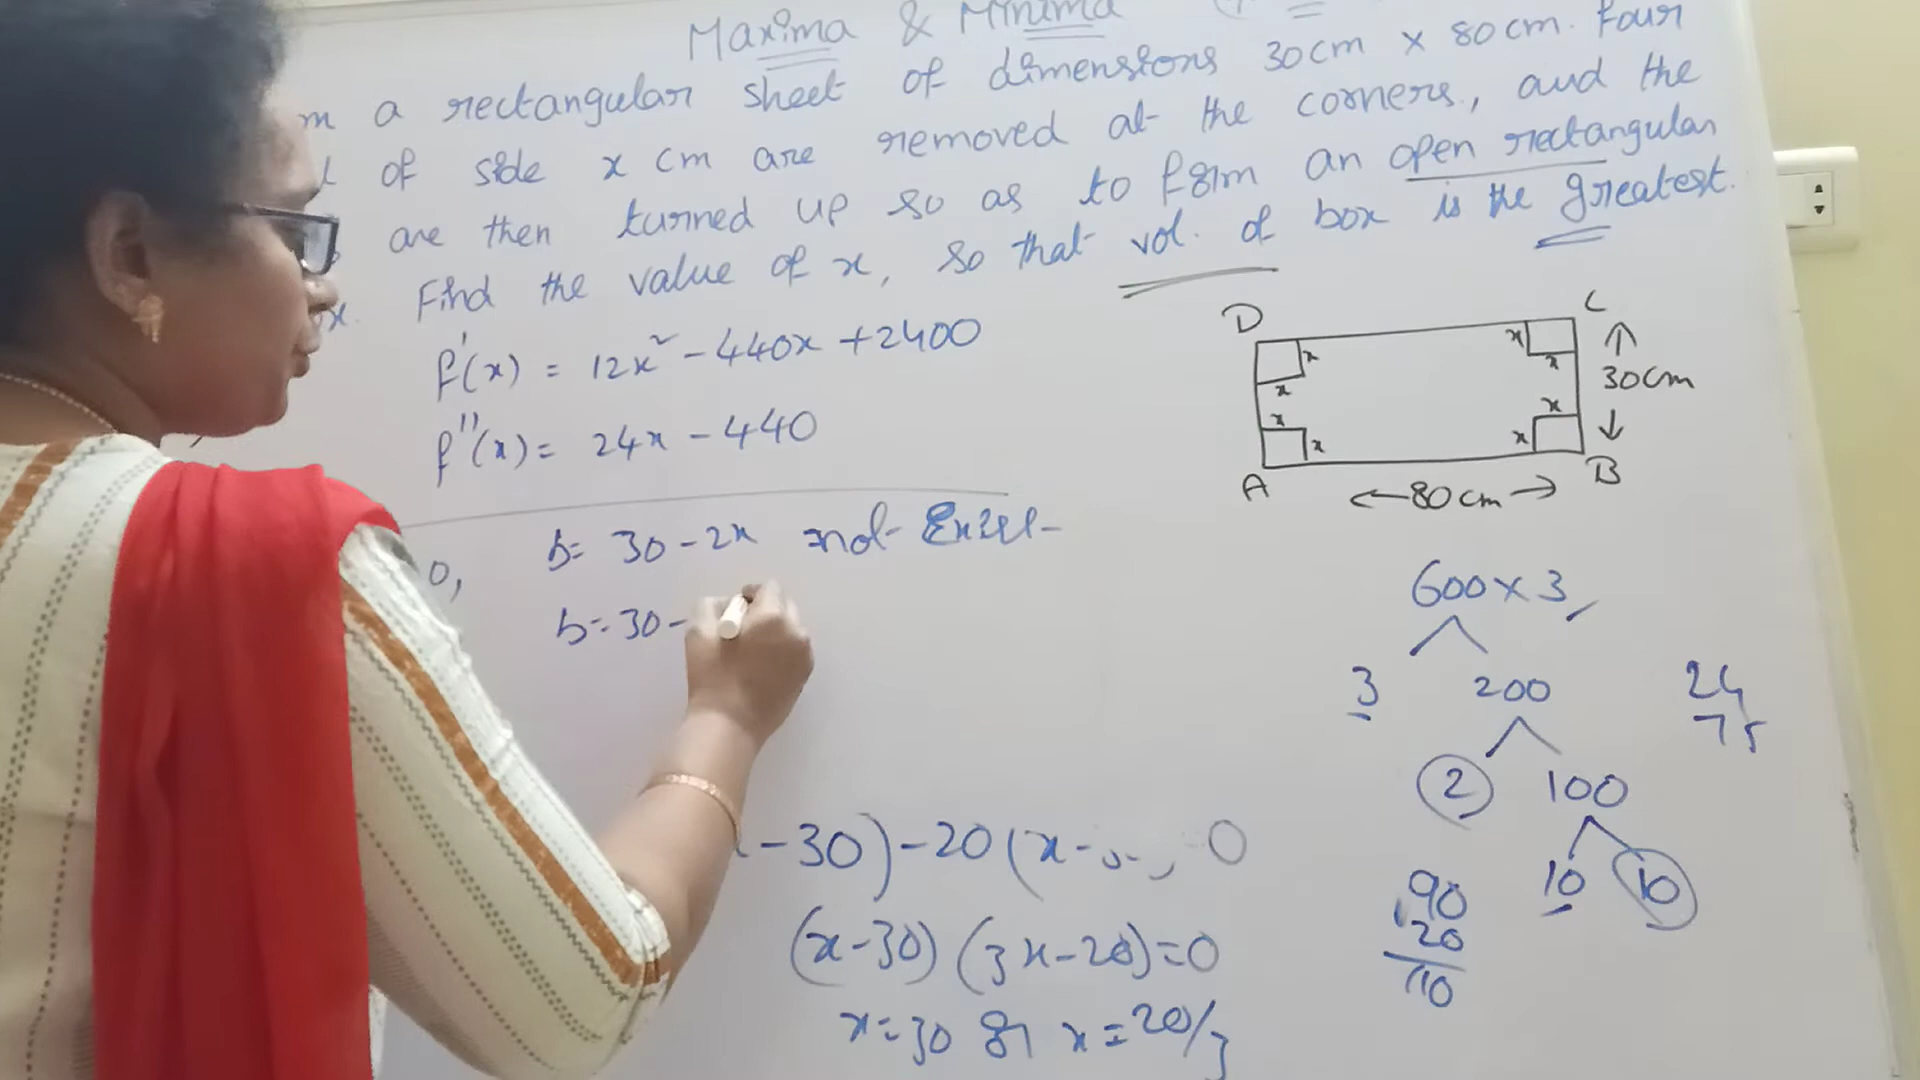 Maxima & Minima
m a rectangular sheet of dimensions 30cm x 80cm. Four
of side x cm are removed at the corners, and the
are then turned up so as to form an open rectangular
x. Find the value of x, so that vol. of box is the greatest.
f'(x) = 12x² - 440x + 2400
f''(x) = 24x - 440
0, b = 30 - 2x not Exist
b = 30 -
- 30) - 20 (x - 0
(x - 30) (3x - 20) = 0
x = 30 or x = 20/3
D C
x x
x x
30cm
x x
x x
A B
80cm
600 x 3
3 200
24
75
2 100
10 10
90
20
110